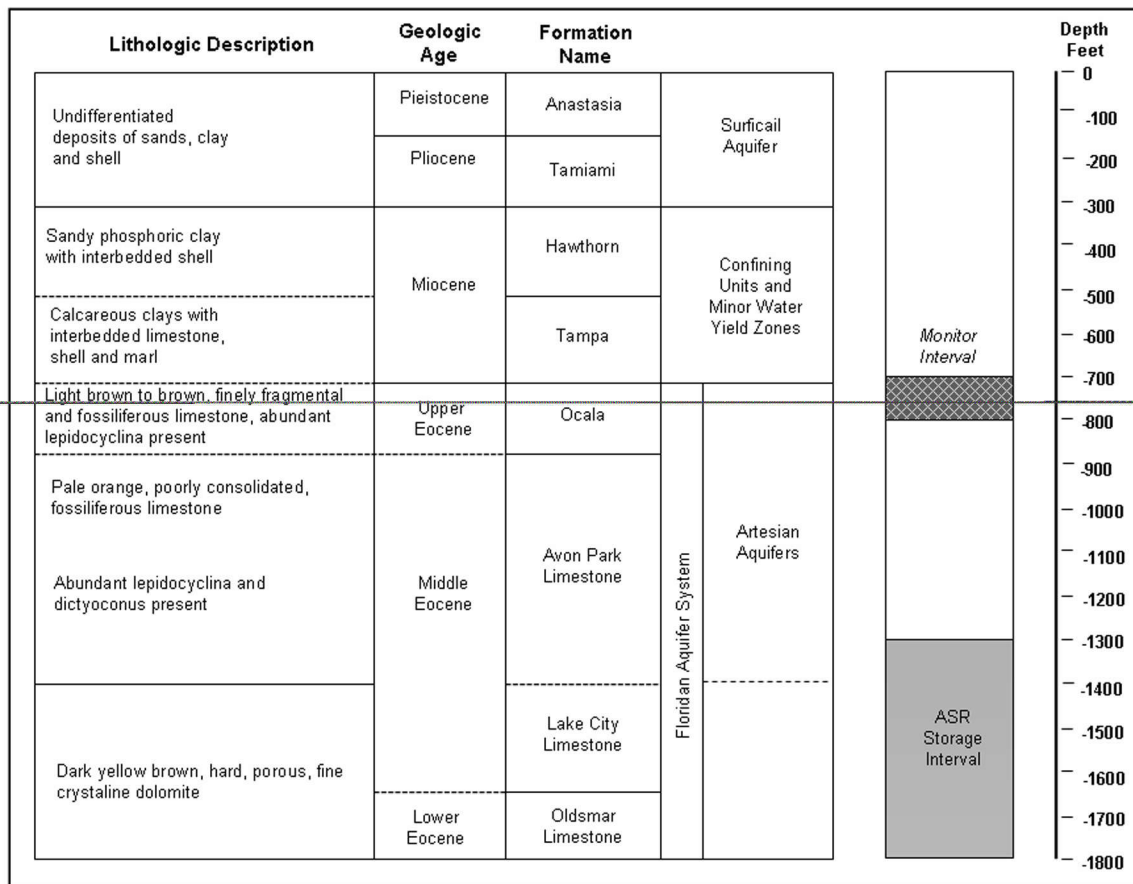 Lithologic Description
Geologic
Age
Formation
Name
Depth
Feet
Undifferentiated
deposits of sands, clay
and shell
Pieistocene
Anastasia
Pliocene
Tamiami
Surficail
Aquifer
Sandy phosphoric clay
with interbedded shell
Miocene
Hawthorn
Confining
Units and
Minor Water
Yield Zones
Calcareous clays with
interbedded limestone,
shell and marl
Tampa
Light brown to brown, finely fragmental
and fossiliferous limestone, abundant
lepidocyclina present
Upper
Eocene
Ocala
Pale orange, poorly consolidated,
fossiliferous limestone
Abundant lepidocyclina and
dictyoconus present
Middle
Eocene
Avon Park
Limestone
Floridan Aquifer System
Artesian
Aquifers
Lake City
Limestone
Dark yellow brown, hard, porous, fine
crystaline dolomite
Lower
Eocene
Oldsmar
Limestone
Monitor
Interval
ASR
Storage
Interval
0
-100
-200
-300
-400
-500
-600
-700
-800
-900
-1000
-1100
-1200
-1300
-1400
-1500
-1600
-1700
-1800